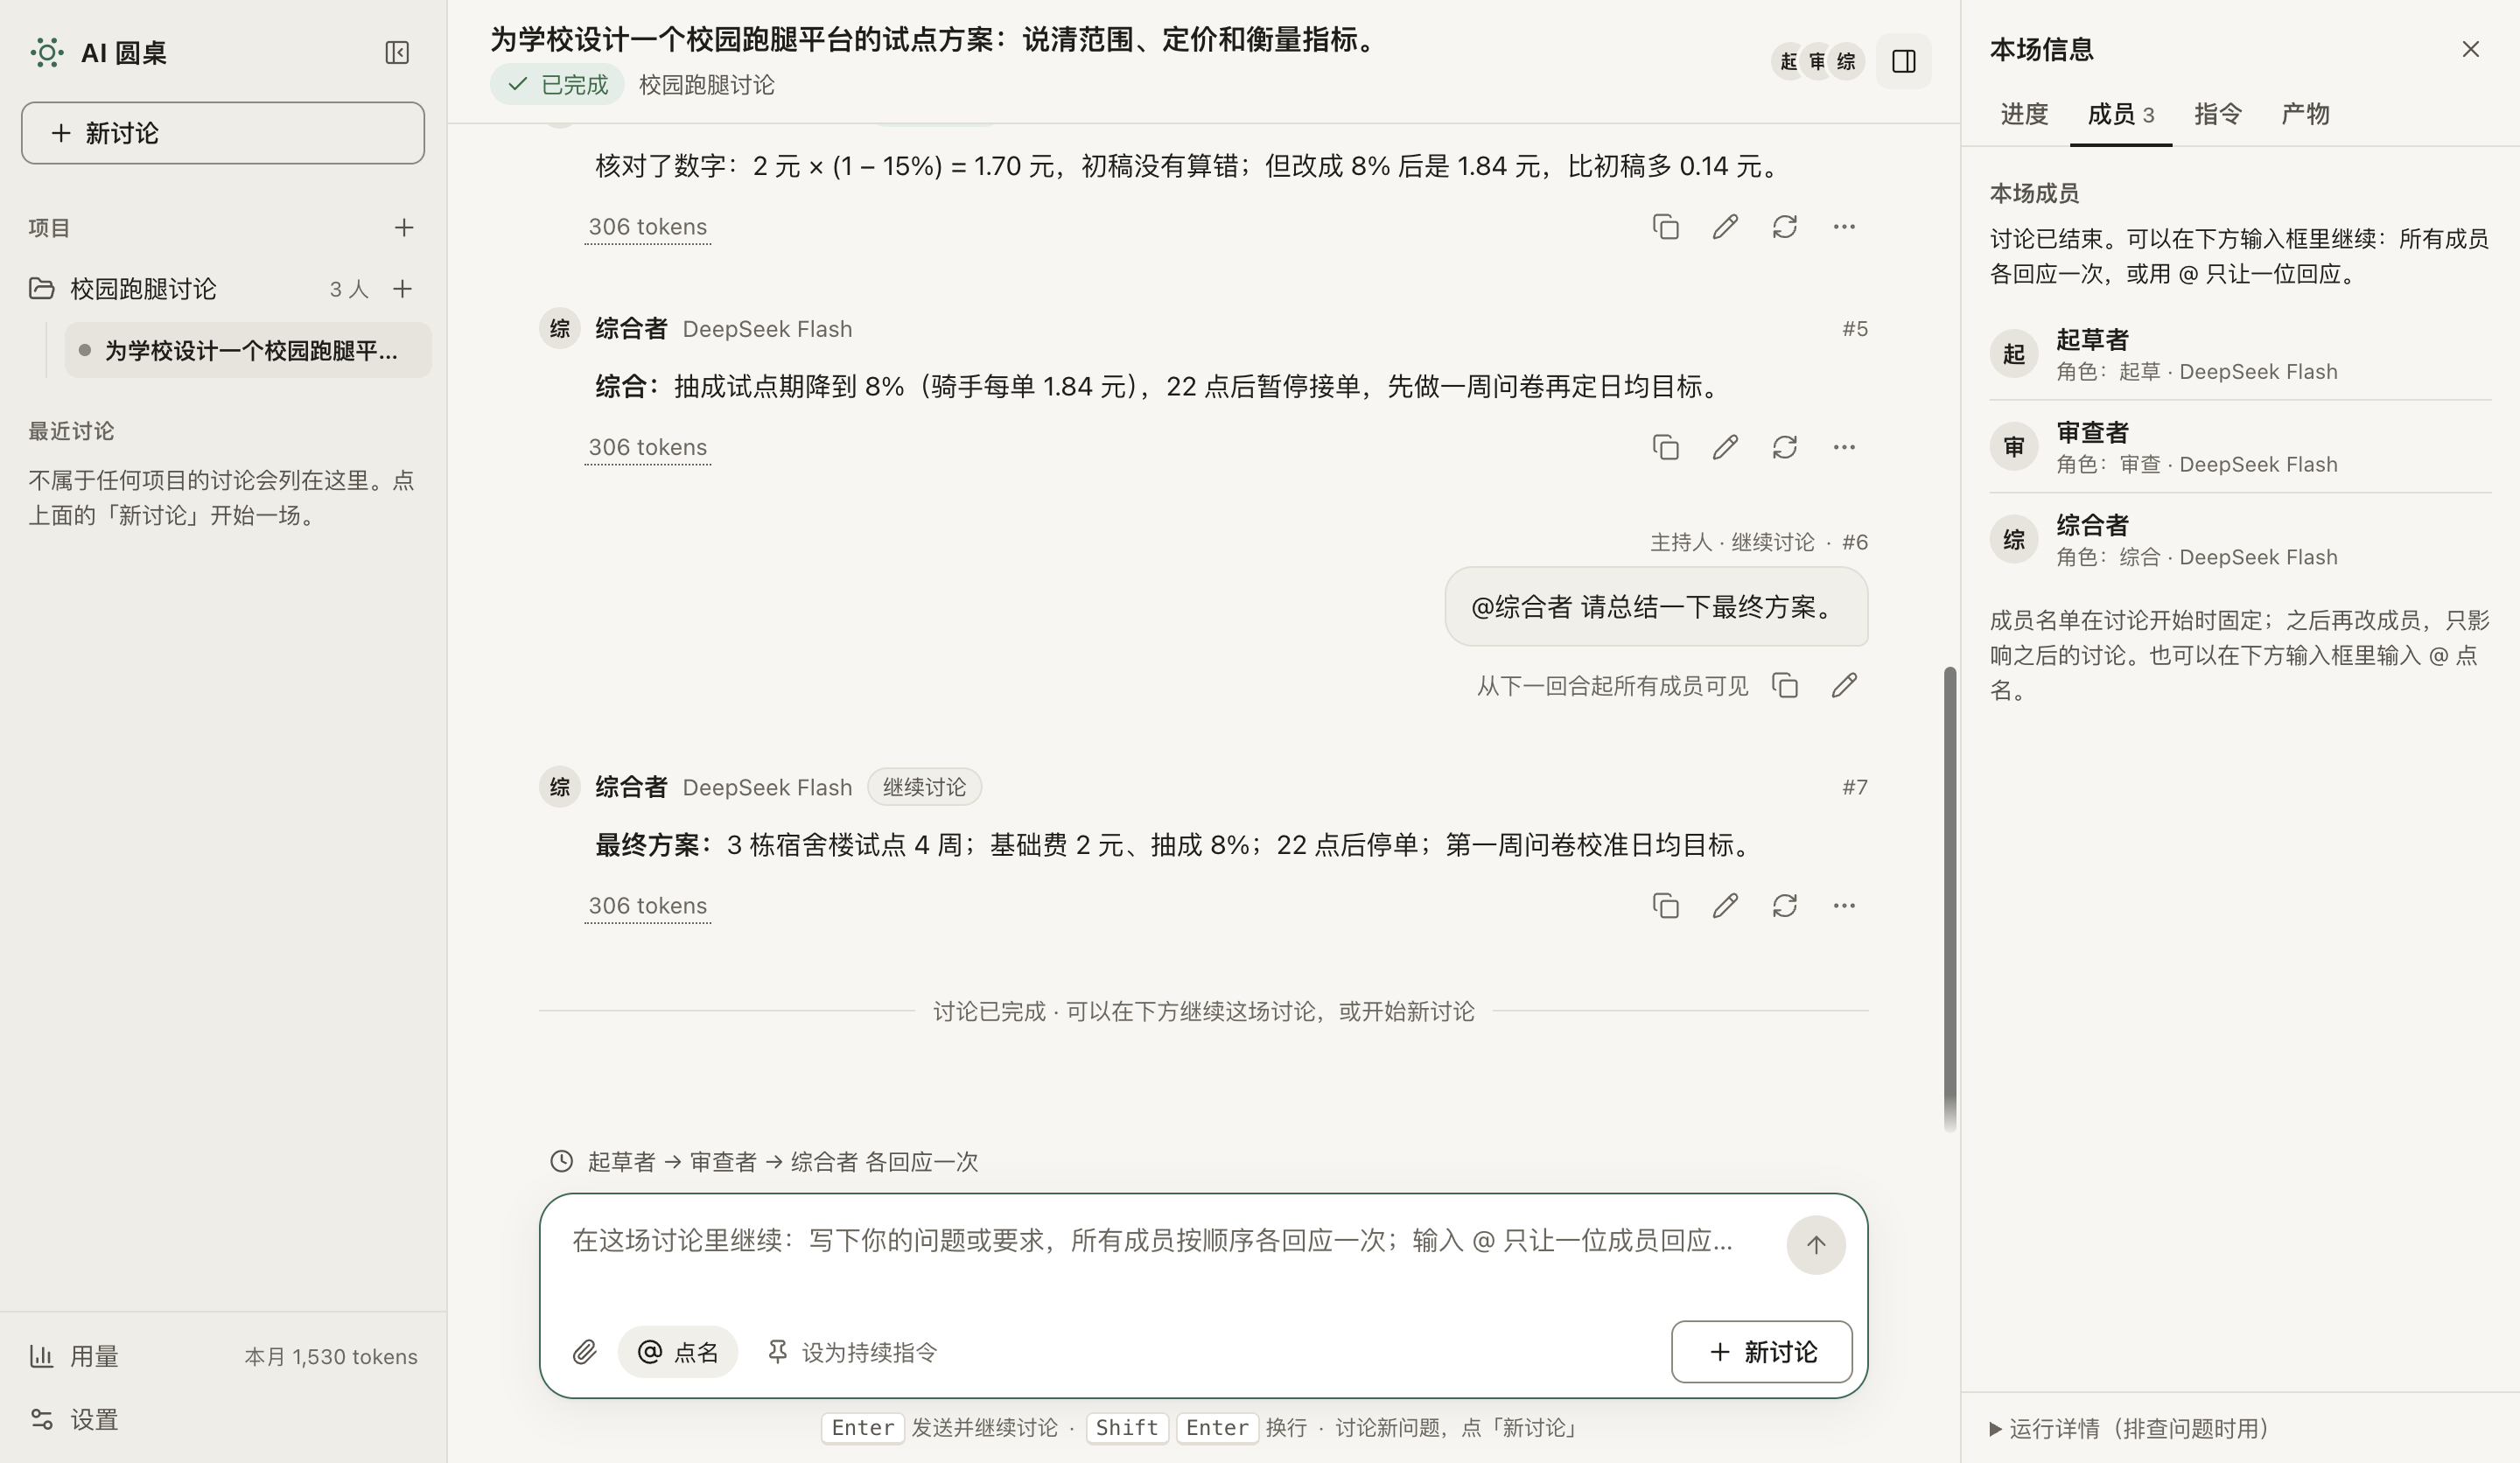 AI 圆桌
新讨论
项目
校园跑腿讨论 3 人
为学校设计一个校园跑腿平...
最近讨论
不属于任何项目的讨论会列在这里。点
上面的「新讨论」开始一场。
用量 本月 1,530 tokens
设置
为学校设计一个校园跑腿平台的试点方案：说清范围、定价和衡量指标。
已完成 校园跑腿讨论
起 审 综
核对了数字：2 元 × (1 − 15%) = 1.70 元，初稿没有算错；但改成 8% 后是 1.84 元，比初稿多 0.14 元。
306 tokens
综 综合者 DeepSeek Flash #5
综合：抽成试点期降到 8%（骑手每单 1.84 元），22 点后暂停接单，先做一周问卷再定日均目标。
306 tokens
主持人 · 继续讨论 · #6
@综合者 请总结一下最终方案。
从下一回合起所有成员可见
综 综合者 DeepSeek Flash 继续讨论 #7
最终方案：3 栋宿舍楼试点 4 周；基础费 2 元、抽成 8%；22 点后停单；第一周问卷校准日均目标。
306 tokens
讨论已完成 · 可以在下方继续这场讨论，或开始新讨论
起草者 → 审查者 → 综合者 各回应一次
在这场讨论里继续：写下你的问题或要求，所有成员按顺序各回应一次；输入 @ 只让一位成员回应...
@ 点名 设为持续指令 新讨论
Enter 发送并继续讨论 · Shift Enter 换行 · 讨论新问题，点「新讨论」
本场信息
进度 成员 3 指令 产物
本场成员
讨论已结束。可以在下方输入框里继续：所有成员
各回应一次，或用 @ 只让一位回应。
起 起草者
角色：起草 · DeepSeek Flash
审 审查者
角色：审查 · DeepSeek Flash
综 综合者
角色：综合 · DeepSeek Flash
成员名单在讨论开始时固定；之后再改成员，只影
响之后的讨论。也可以在下方输入框里输入 @ 点
名。
运行详情（排查问题时用）